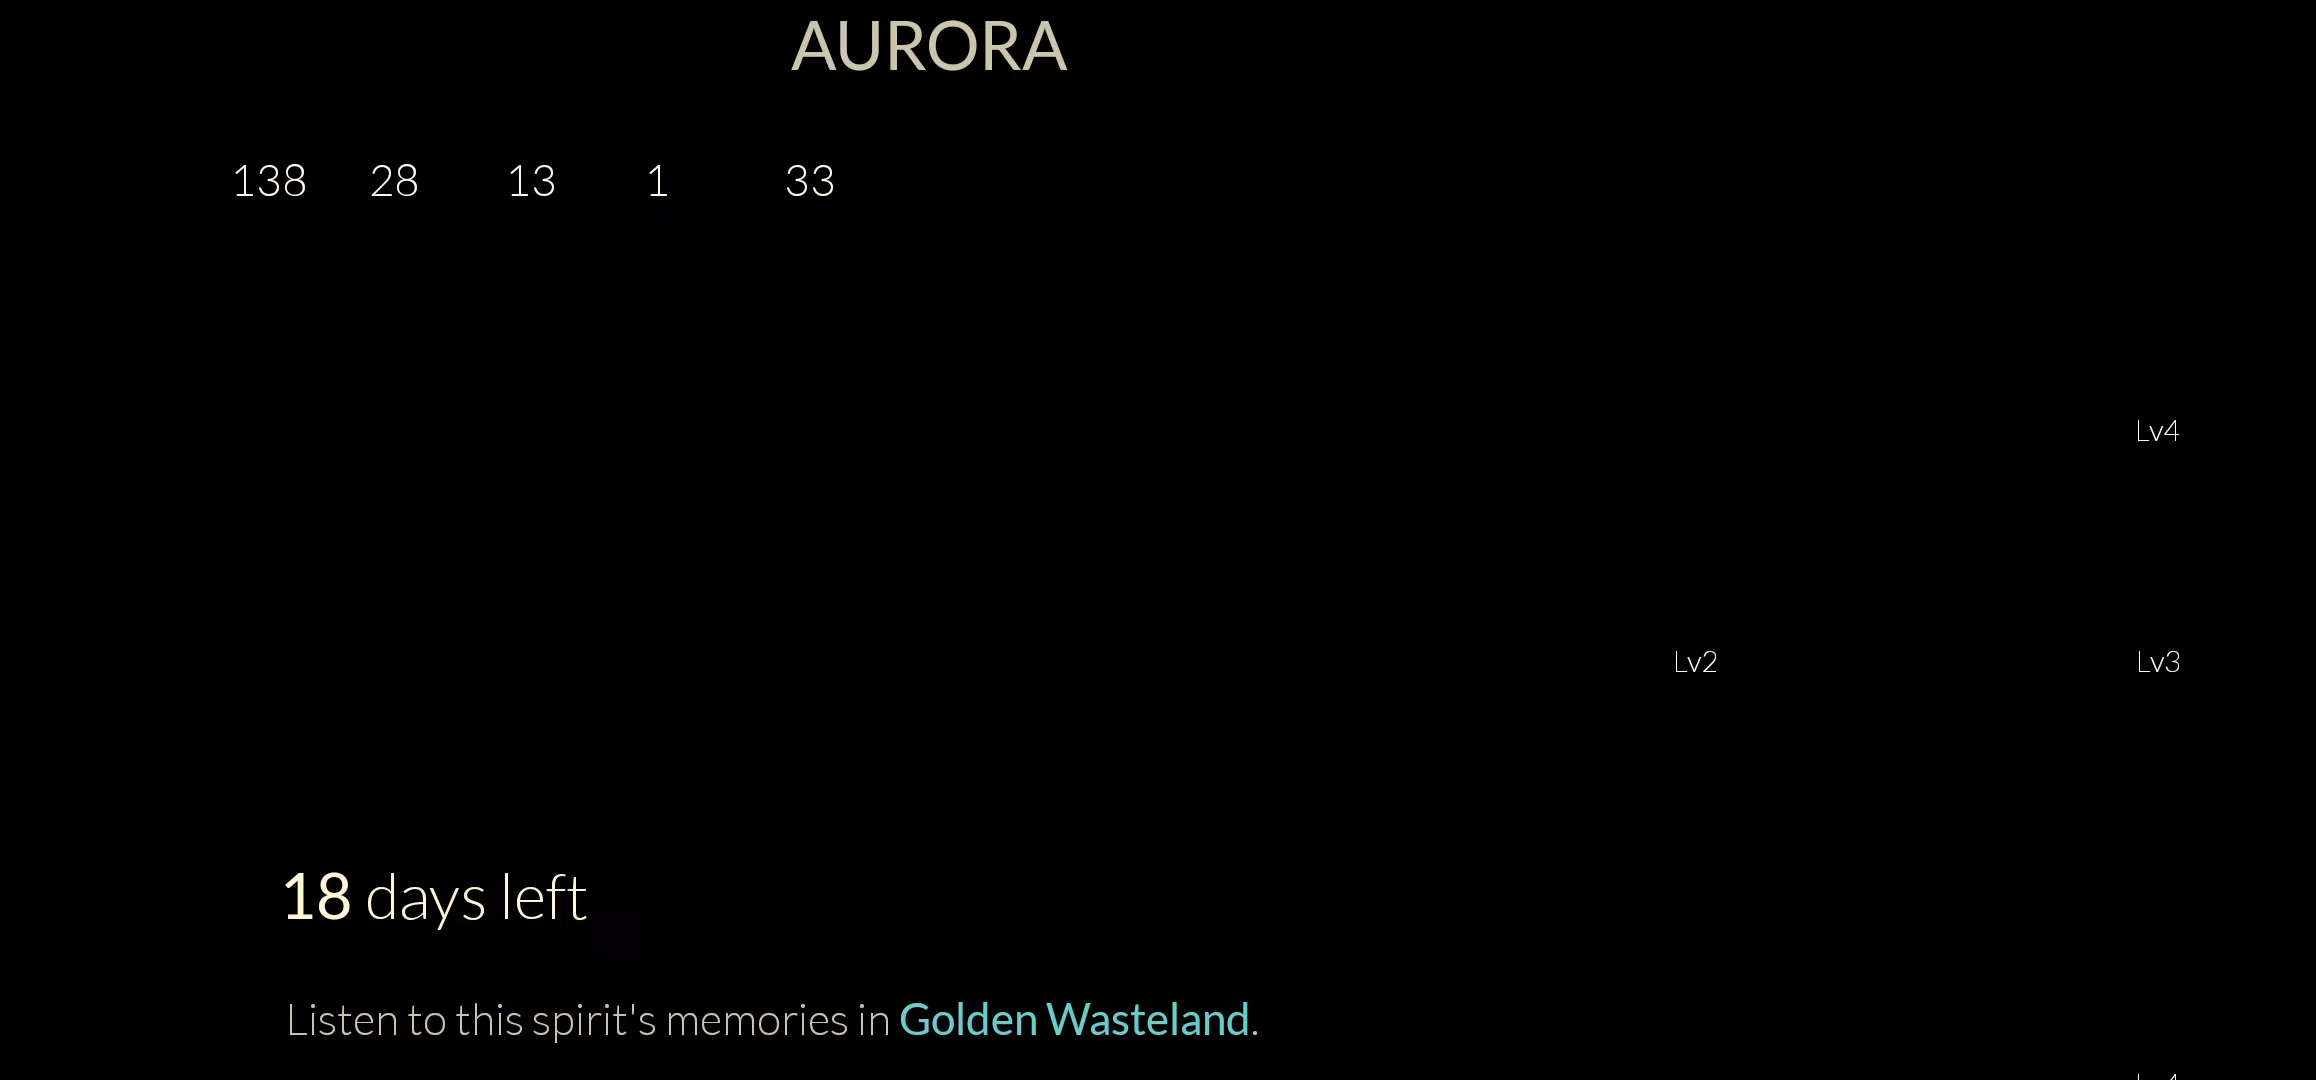 AURORA
138 28 13 1 33
Lv4
Lv2 Lv3
18 days left
Listen to this spirit's memories in Golden Wasteland.